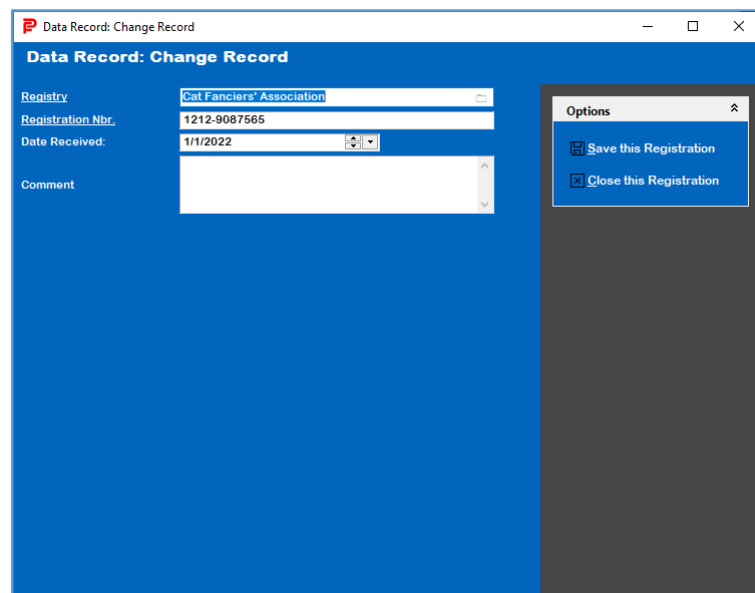 Data Record: Change Record
Data Record: Change Record
Registry Cat Fanciers' Association
Registration Nbr. 1212-9087565
Date Received: 1/1/2022
Comment
Options
Save this Registration
Close this Registration